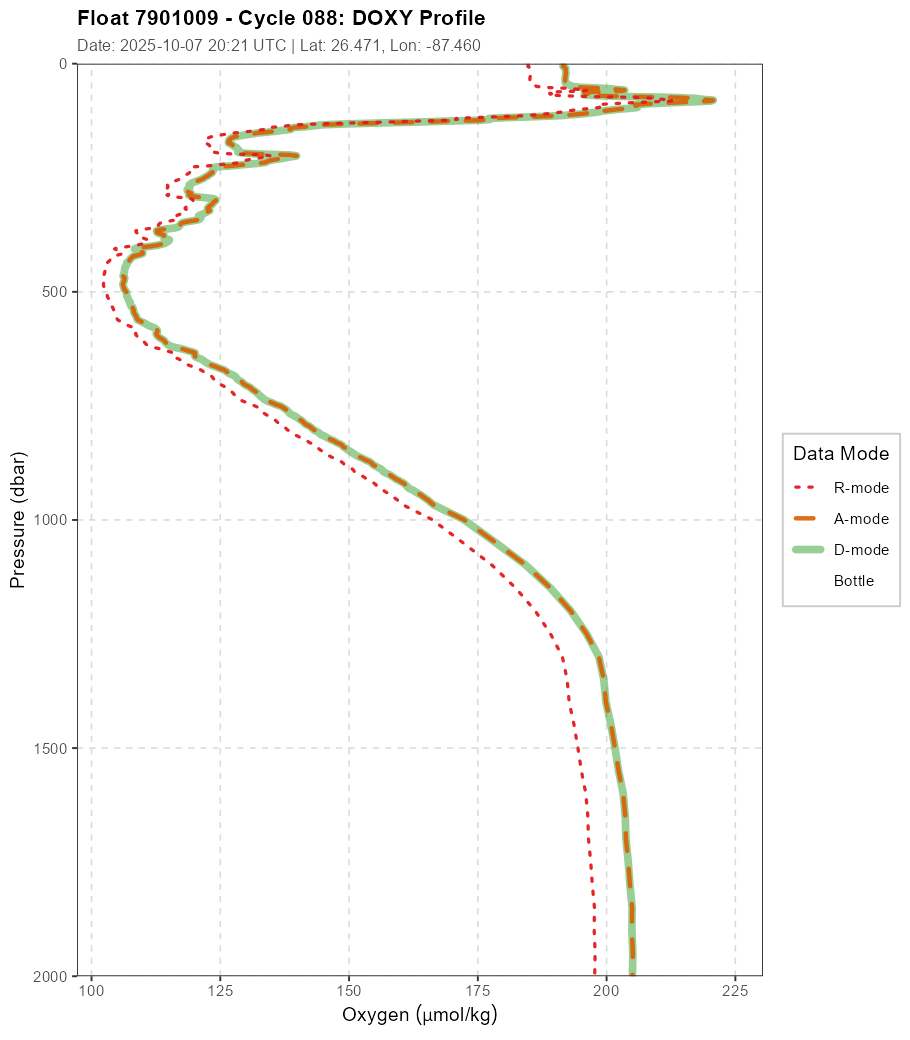 Float 7901009 - Cycle 088: DOXY Profile
Date: 2025-10-07 20:21 UTC | Lat: 26.471, Lon: -87.460
0
500
1000
1500
2000
Pressure (dbar)
100 125 150 175 200 225
Oxygen (µmol/kg)
Data Mode
R-mode
A-mode
D-mode
Bottle